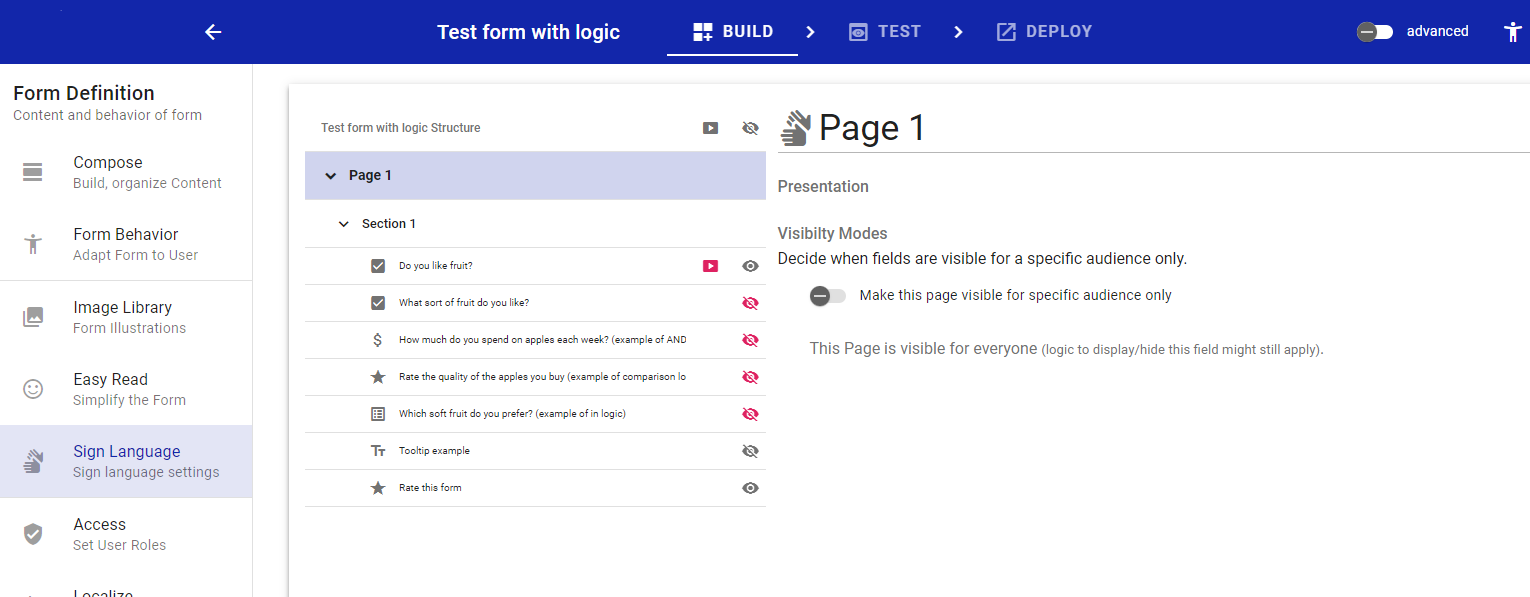 Test form with logic
BUILD
TEST
DEPLOY
advanced
Form Definition
Content and behavior of form
Compose
Build, organize Content
Form Behavior
Adapt Form to User
Image Library
Form Illustrations
Easy Read
Simplify the Form
Sign Language
Sign language settings
Access
Set User Roles
Localize
Test form with logic Structure
Page 1
Section 1
Do you like fruit?
What sort of fruit do you like?
How much do you spend on apples each week? (example of AND
Rate the quality of the apples you buy (example of comparison lo
Which soft fruit do you prefer? (example of in logic)
Tooltip example
Rate this form
Page 1
Presentation
Visibilty Modes
Decide when fields are visible for a specific audience only.
Make this page visible for specific audience only
This Page is visible for everyone (logic to display/hide this field might still apply).